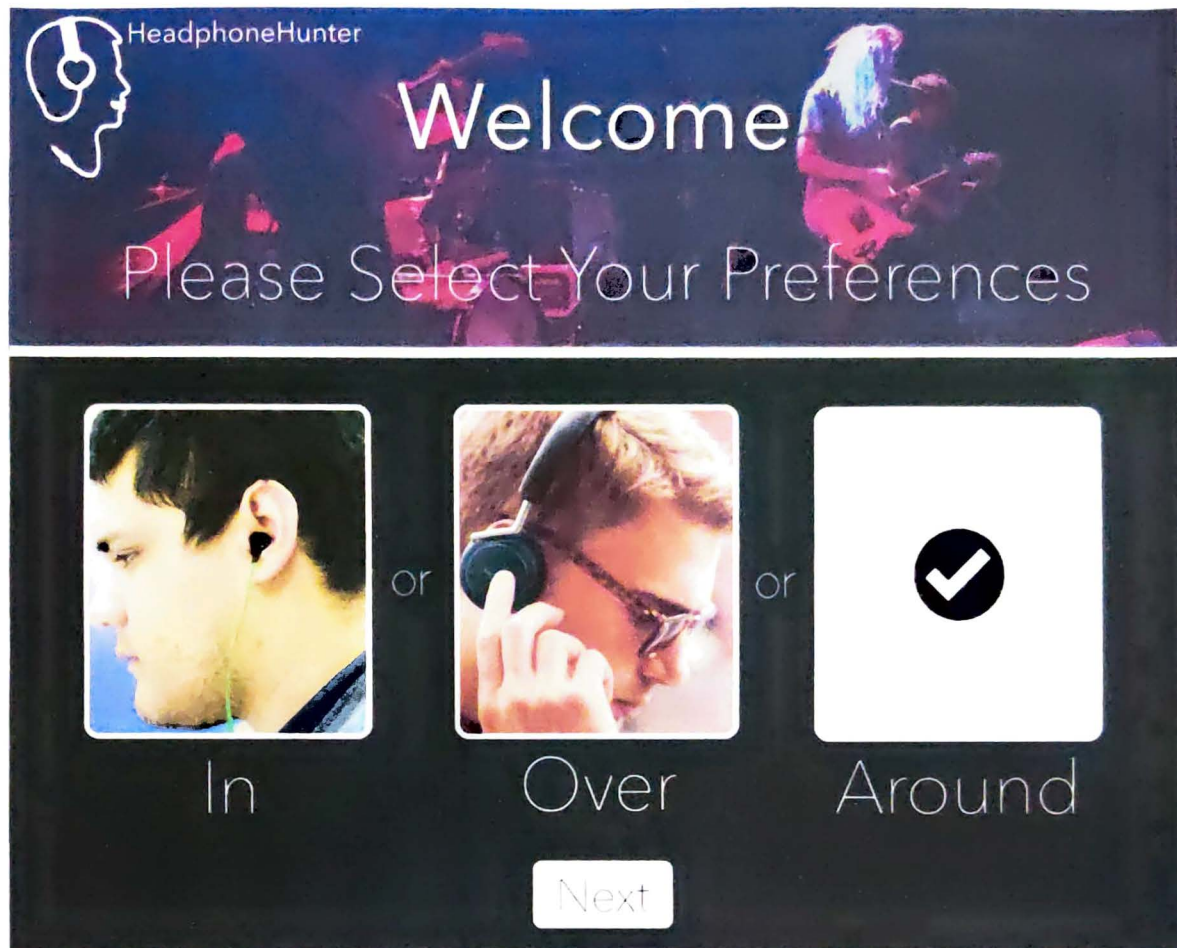 HeadphoneHunter
Welcome
Please Select Your Preferences
or
or
In
Over
Around
Next